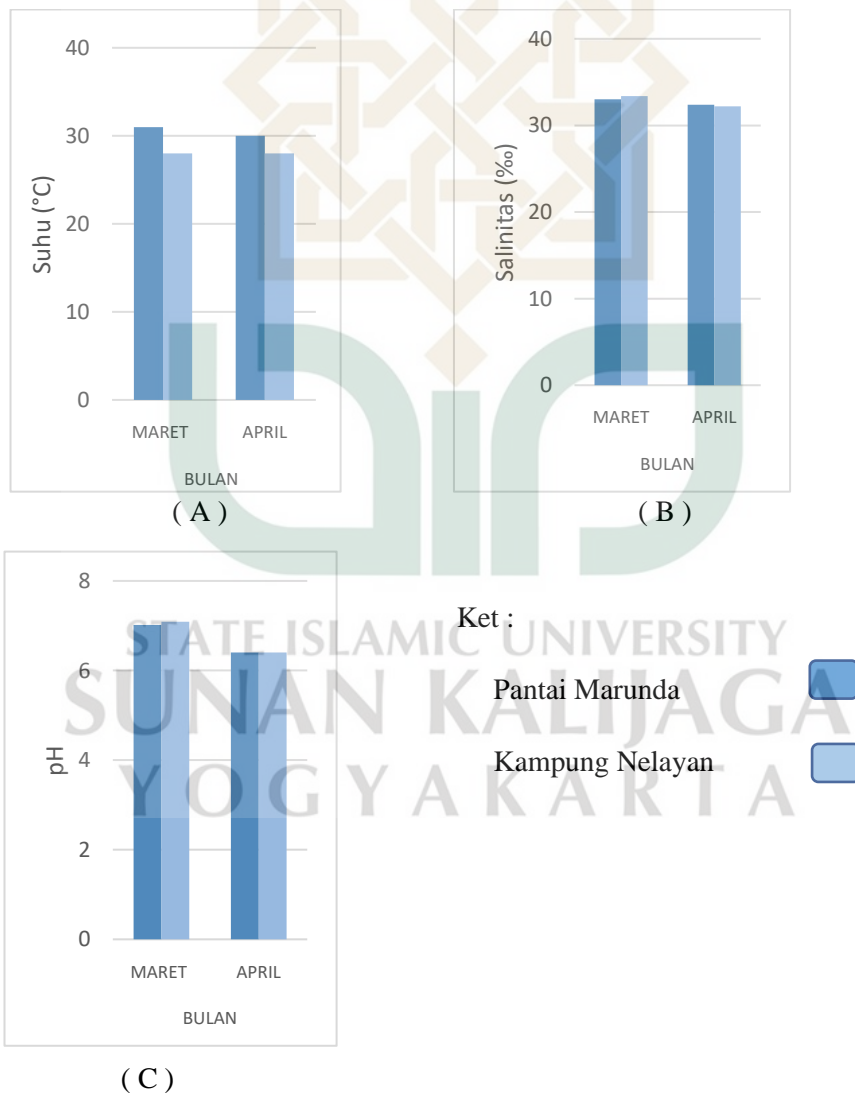 40
30
20
10
0
Suhu (°C)
MARET APRIL
BULAN
( A )
40
30
20
10
0
Salinitas (‰)
MARET APRIL
BULAN
( B )
8
6
4
2
0
pH
MARET APRIL
BULAN
( C )
Ket :
Pantai Marunda
Kampung Nelayan
STATE ISLAMIC UNIVERSITY
SUNAN KALIJAGA
YOGYAKARTA